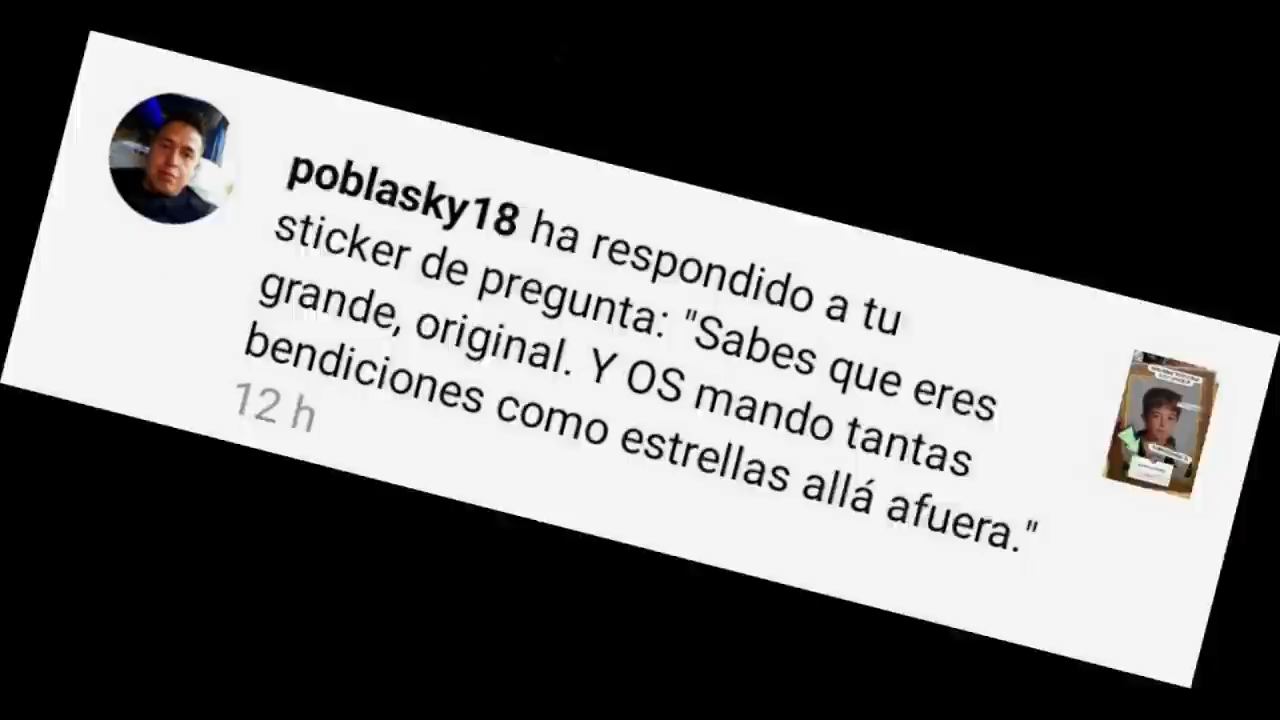 poblasky18 ha respondido a tu
sticker de pregunta: "Sabes que eres
grande, original. Y OS mando tantas
bendiciones como estrellas allá afuera."
12 h